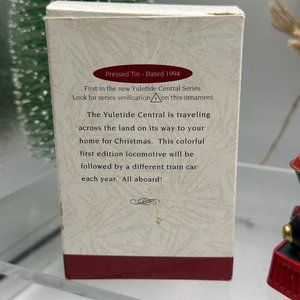 Pressed Tin - Dated 1994
First in the new Yuletide Central Series.
Look for series verification on this ornament.
The Yuletide Central is traveling
across the land on its way to your
home for Christmas. This colorful
first edition locomotive will be
followed by a different train car
each year. All aboard!